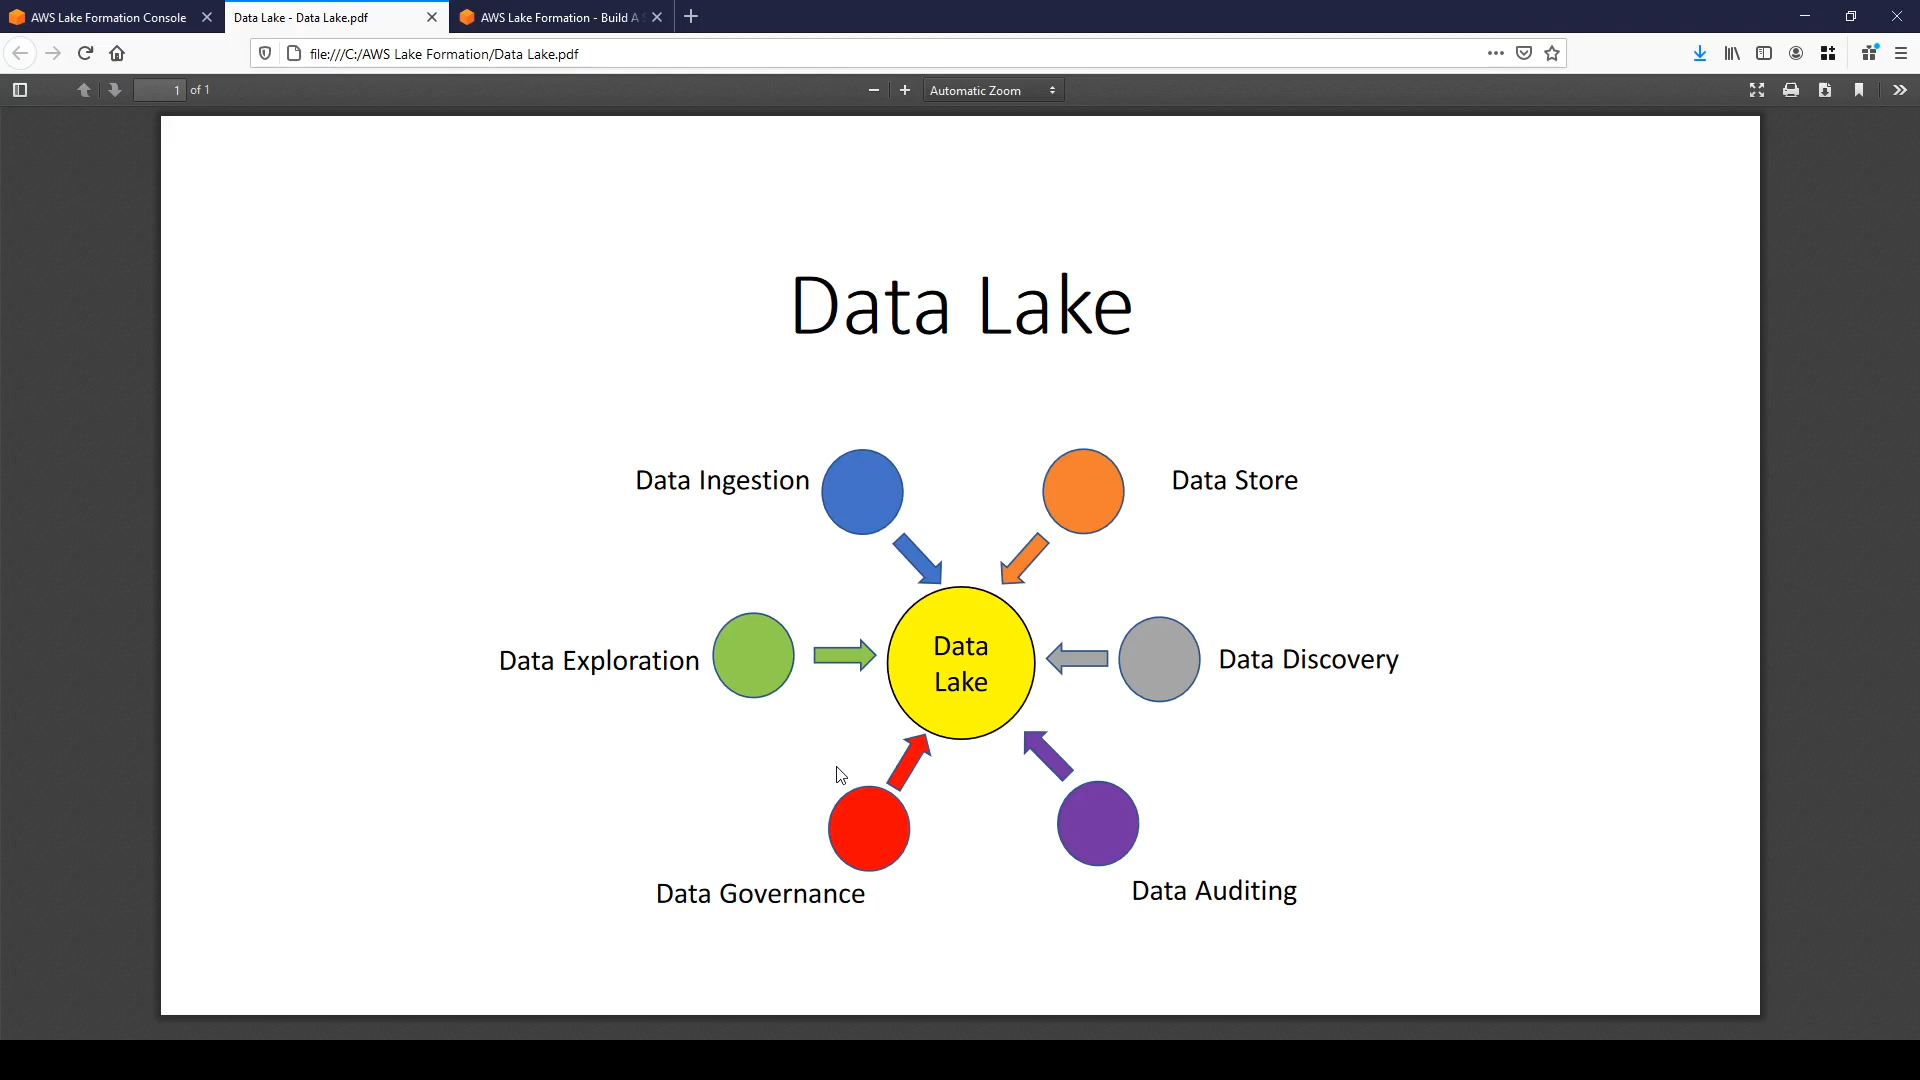 AWS Lake Formation Console
Data Lake - Data Lake.pdf
AWS Lake Formation - Build A S
file:///C:/AWS Lake Formation/Data Lake.pdf
1 of 1
Automatic Zoom
Data Lake
Data Ingestion
Data Store
Data Exploration
Data
Lake
Data Discovery
Data Governance
Data Auditing